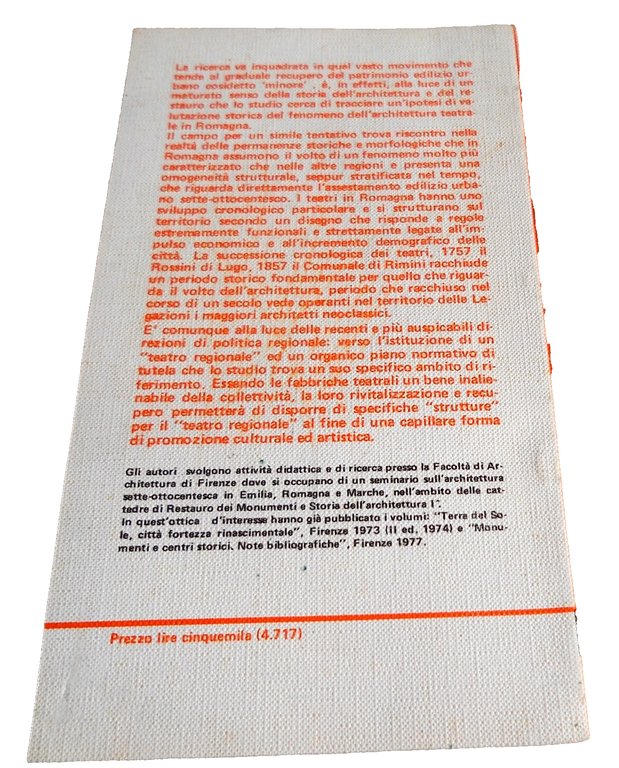 La ricerca va inquadrata in quel vasto movimento che
tende al graduale recupero del patrimonio edilizio ur-
bano cosidetto 'minore'. è, in effetti, alla luce di un
maturato senso della storia dell'architettura e del re-
stauro che lo studio cerca di tracciare un'ipotesi di va-
lutazione storica del fenomeno dell'architettura teatra-
le in Romagna.
Il campo per un simile tentativo trova riscontro nella
realtà delle permanenze storiche e morfologiche che in
Romagna assumono il volto di un fenomeno molto più
caratterizzato che nelle altre regioni e presenta una
omogeneità strutturale, seppur stratificata nel tempo,
che riguarda direttamente l'assestamento edilizio urba-
no sette-ottocentesco. I teatri in Romagna hanno uno
sviluppo cronologico particolare e si strutturano sul
territorio secondo un disegno che risponde a regole
estremamente funzionali e strettamente legate all'im
pulso economico e all'incremento demografico delle
città. La successione cronologica dei teatri, 1757 il
Rossini di Lugo, 1857 il Comunale di Rimini racchiude
un periodo storico fondamentale per quello che riguar-
da il volto dell'architettura, periodo che racchiuso nel
corso di un secolo vede operanti nel territorio delle Le-
gazioni i maggiori architetti neoclassici.
E' comunque alla luce delle recenti e più auspicabili di-
rezioni di politica regionale: verso l'istituzione di un
"teatro regionale" ed un organico piano normativo di
tutela che lo studio trova un suo specifico ambito di ri-
ferimento. Essendo le fabbriche teatrali un bene inalie-
nabile della collettività, la loro rivitalizzazione e recu-
pero permetterà di disporre di specifiche "strutture"
per il "teatro regionale" al fine di una capillare forma
di promozione culturale ed artistica.
Gli autori svolgono attività didattica e di ricerca presso la Facoltà di Ar-
chitettura di Firenze dove si occupano di un seminario sull'architettura
sette-ottocentesca in Emilia, Romagna e Marche, nell'ambito delle cat-
tedre di Restauro dei Monumenti e Storia dell'architettura I°.
In quest'ottica d'interesse hanno già pubblicato i volumi: "Terra del So-
le, città fortezza rinascimentale", Firenze 1973 (II ed. 1974) e "Monu-
menti e centri storici. Note bibliografiche", Firenze 1977.
Prezzo lire cinquemila (4.717)